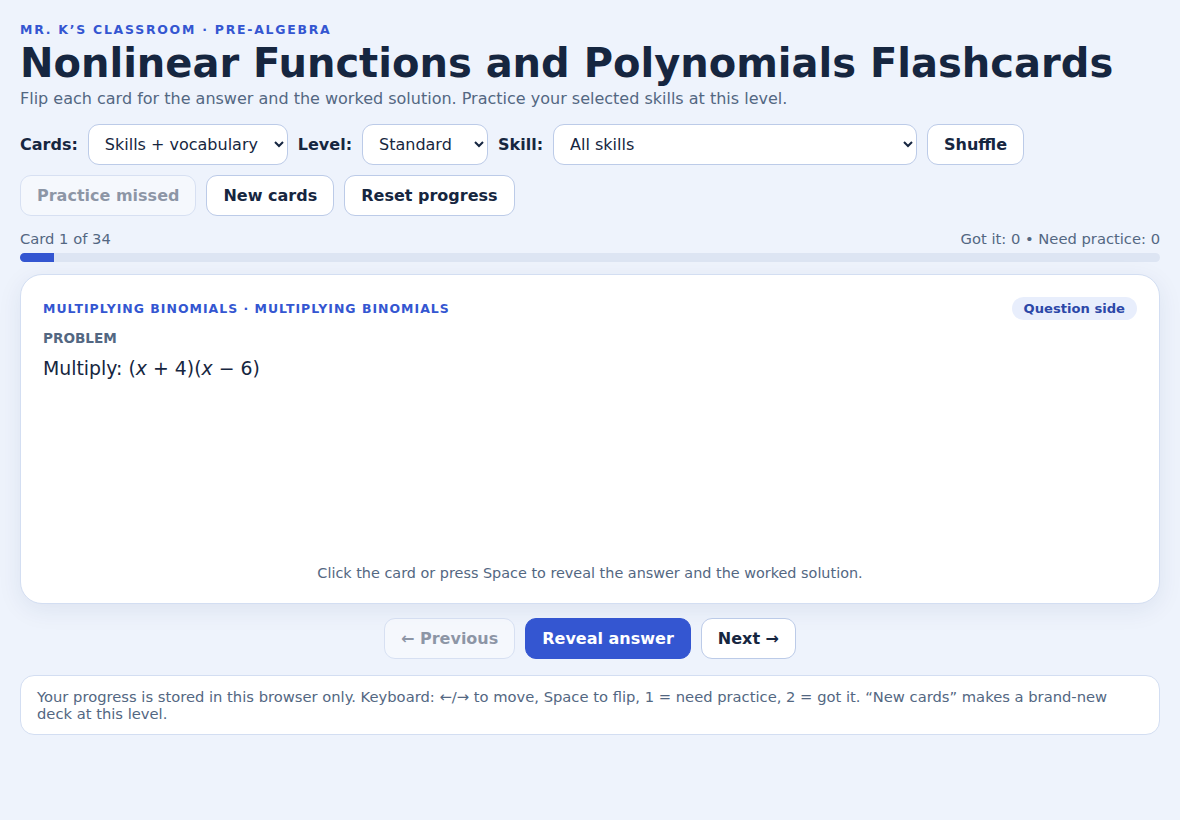 MR. K’S CLASSROOM · PRE-ALGEBRA
Nonlinear Functions and Polynomials Flashcards
Flip each card for the answer and the worked solution. Practice your selected skills at this level.
Cards: Skills + vocabulary Level: Standard Skill: All skills Shuffle
Practice missed New cards Reset progress
Card 1 of 34 Got it: 0 • Need practice: 0
MULTIPLYING BINOMIALS · MULTIPLYING BINOMIALS Question side
PROBLEM
Multiply: (x + 4)(x − 6)
Click the card or press Space to reveal the answer and the worked solution.
← Previous Reveal answer Next →
Your progress is stored in this browser only. Keyboard: ←/→ to move, Space to flip, 1 = need practice, 2 = got it. “New cards” makes a brand-new
deck at this level.